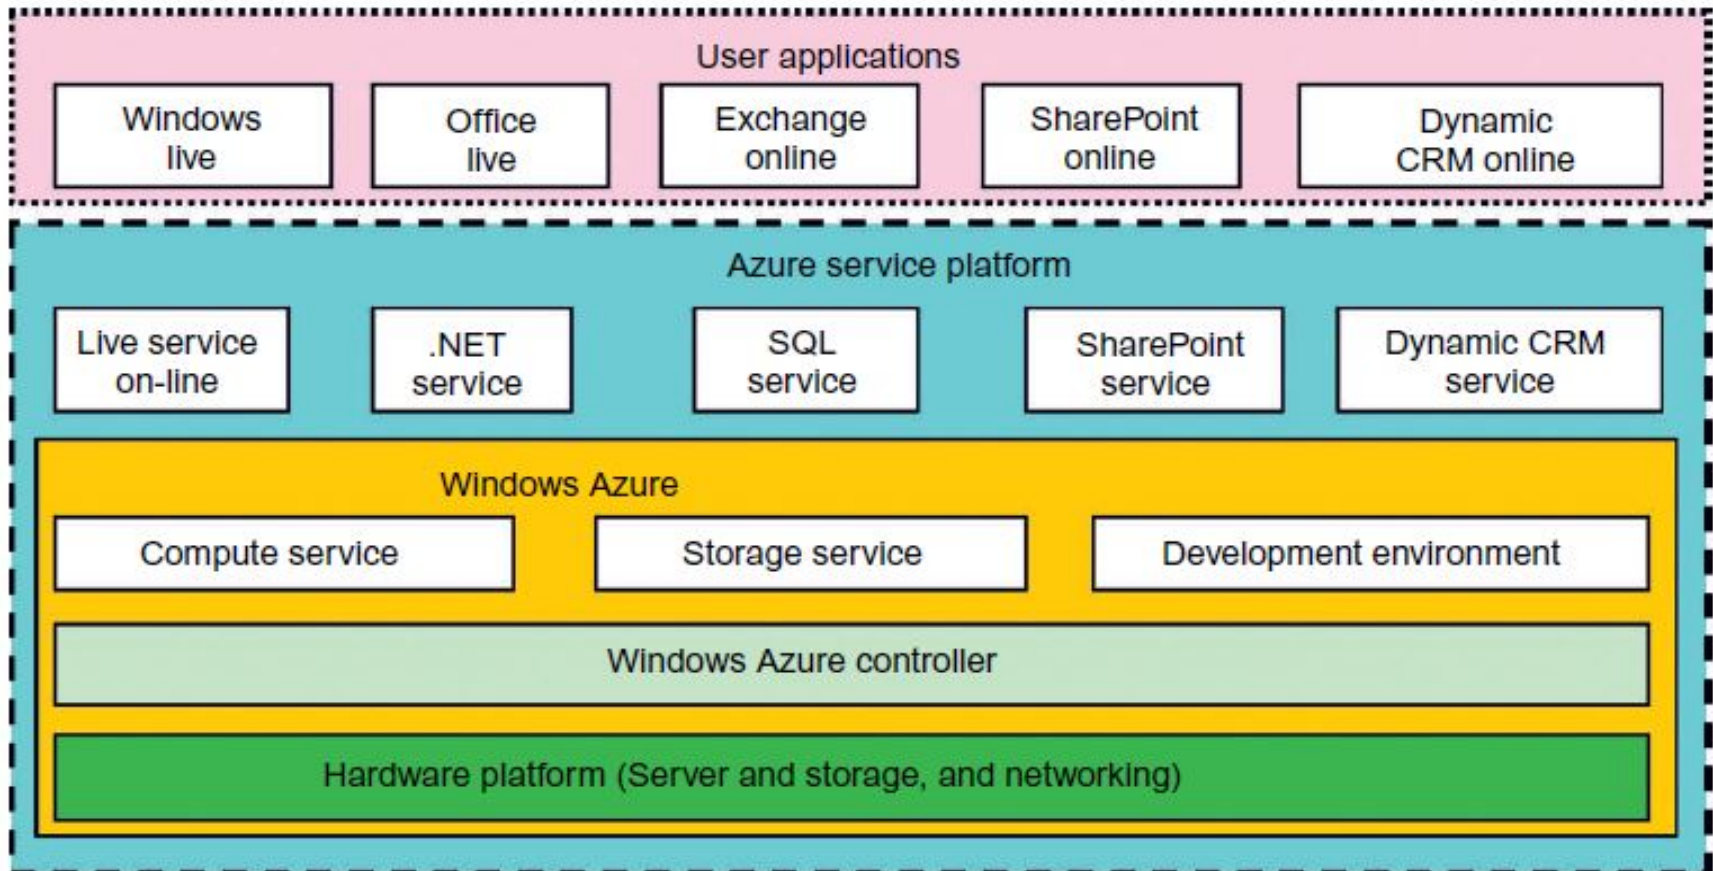 User applications
Windows
live
Office
live
Exchange
online
SharePoint
online
Dynamic
CRM online
Azure service platform
Live service
on-line
.NET
service
SQL
service
SharePoint
service
Dynamic CRM
service
Windows Azure
Compute service
Storage service
Development environment
Windows Azure controller
Hardware platform (Server and storage, and networking)